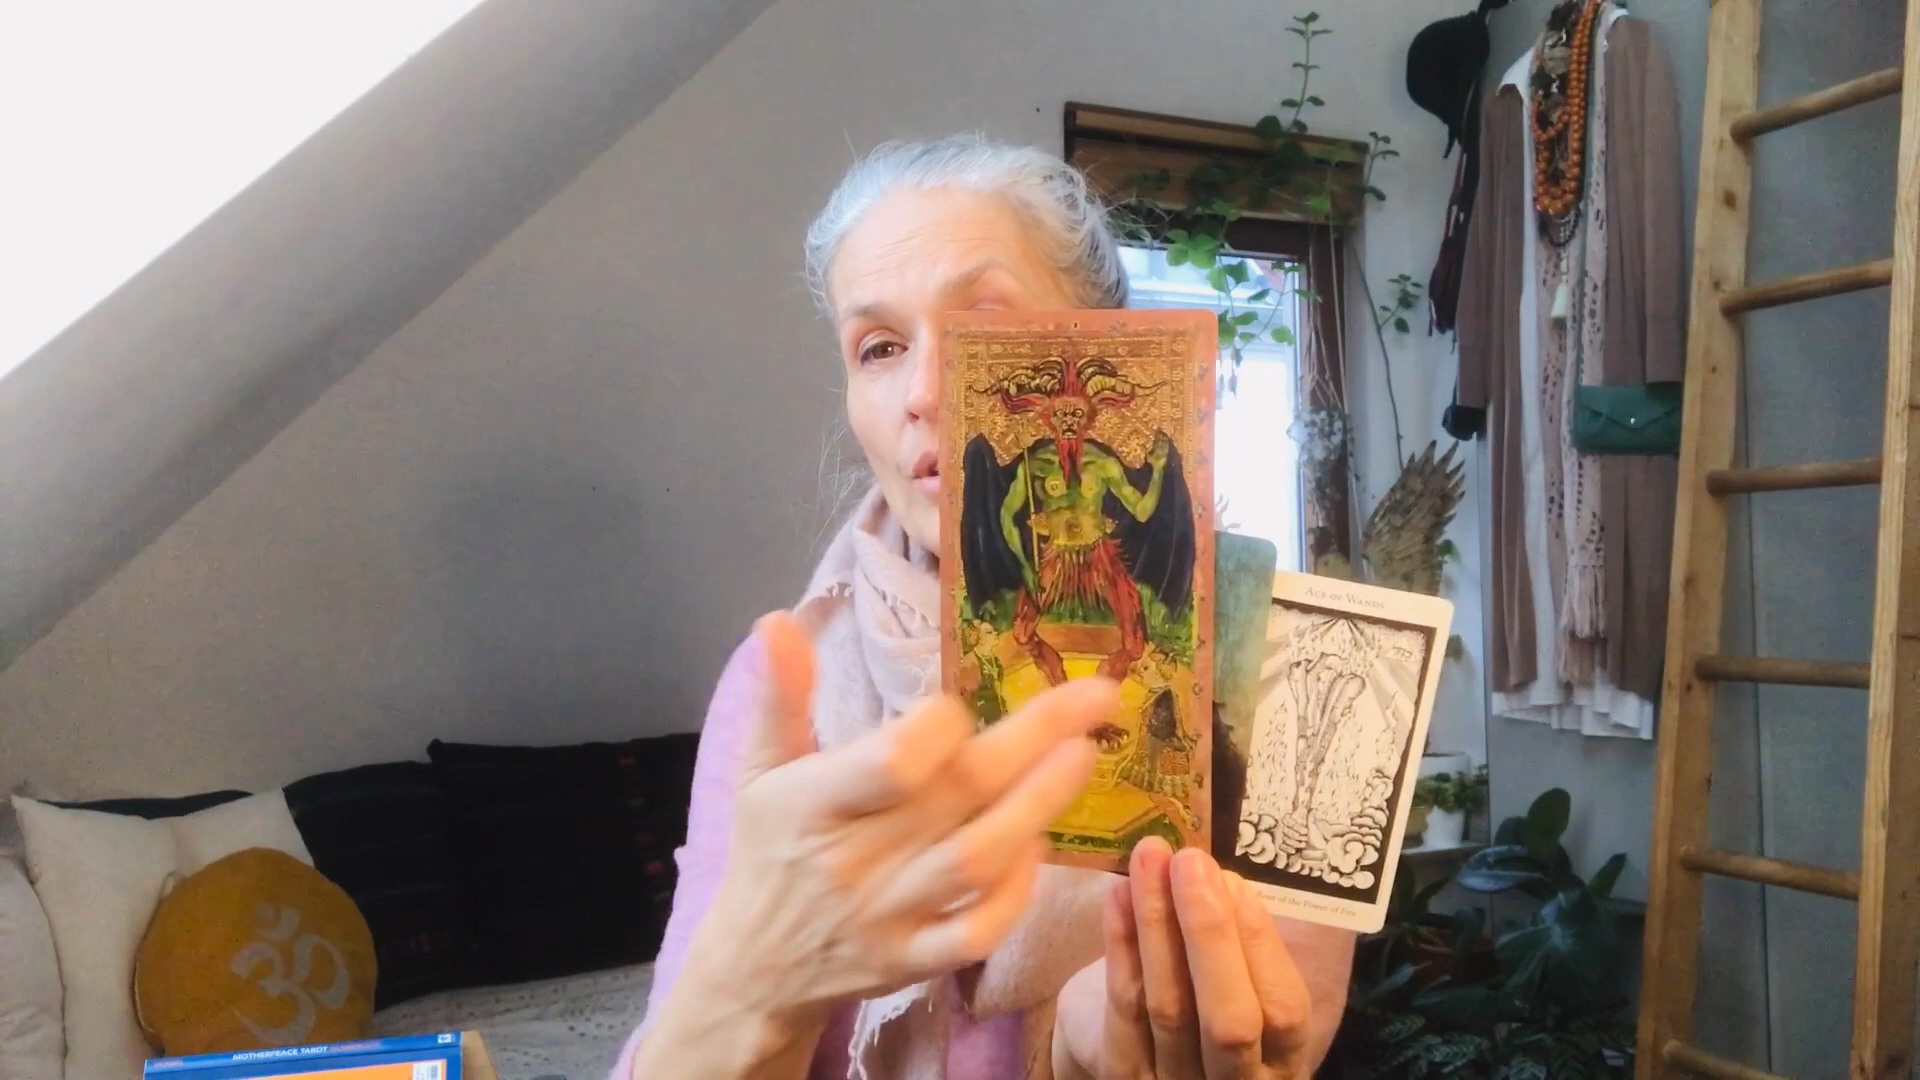 ACE OF WANDS
Root of the Power of Fire
MOTHERPEACE TAROT